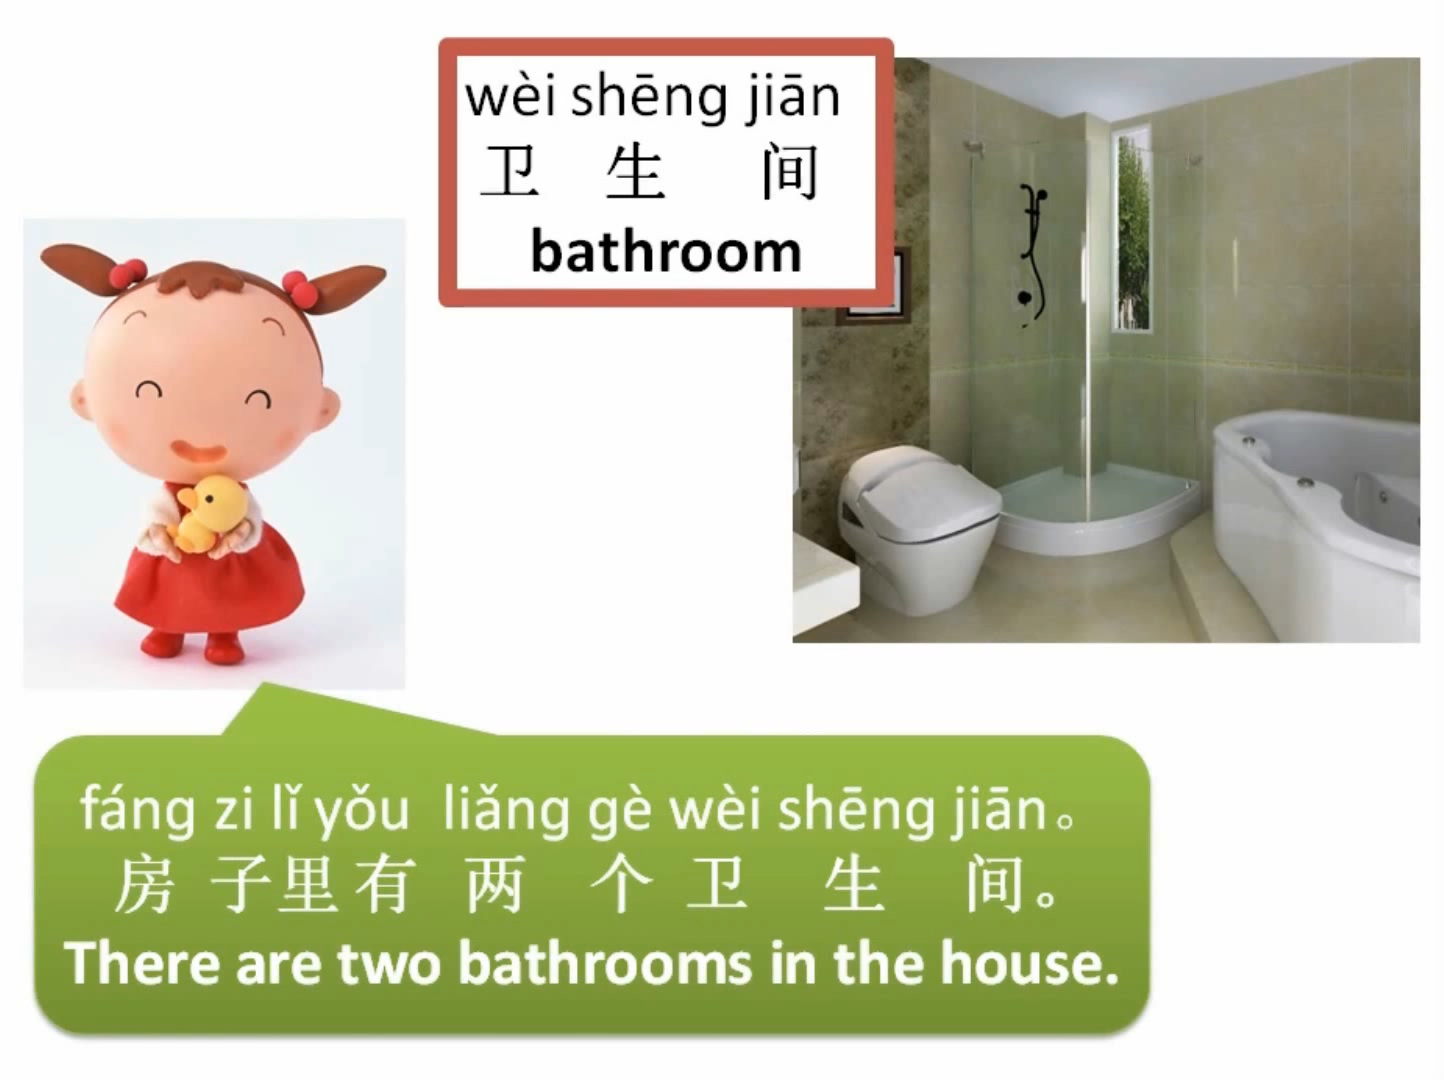 wèi shēng jiān
卫 生 间
bathroom
fáng zi lǐ yǒu liǎng gè wèi shēng jiān。
房 子 里 有 两 个 卫 生 间。
There are two bathrooms in the house.